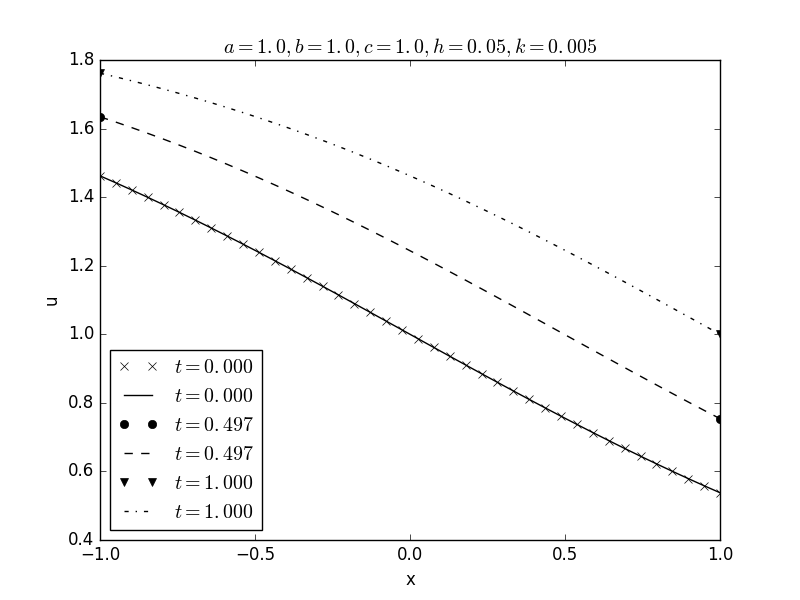 a = 1.0, b = 1.0, c = 1.0, h = 0.05, k = 0.005
1.8
1.6
1.4
1.2
1.0
0.8
0.6
0.4
u
t = 0.000
t = 0.000
t = 0.497
t = 0.497
t = 1.000
t = 1.000
−1.0 −0.5 0.0 0.5 1.0
x